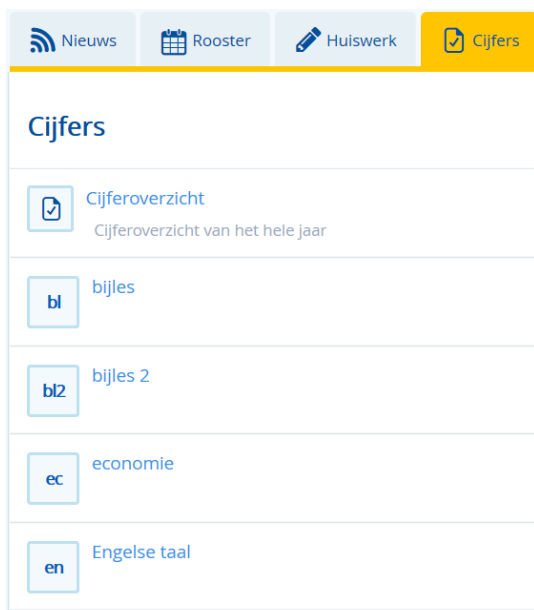 Nieuws Rooster Huiswerk Cijfers
Cijfers
Cijferoverzicht
Cijferoverzicht van het hele jaar
bl bijles
bl2 bijles 2
ec economie
en Engelse taal